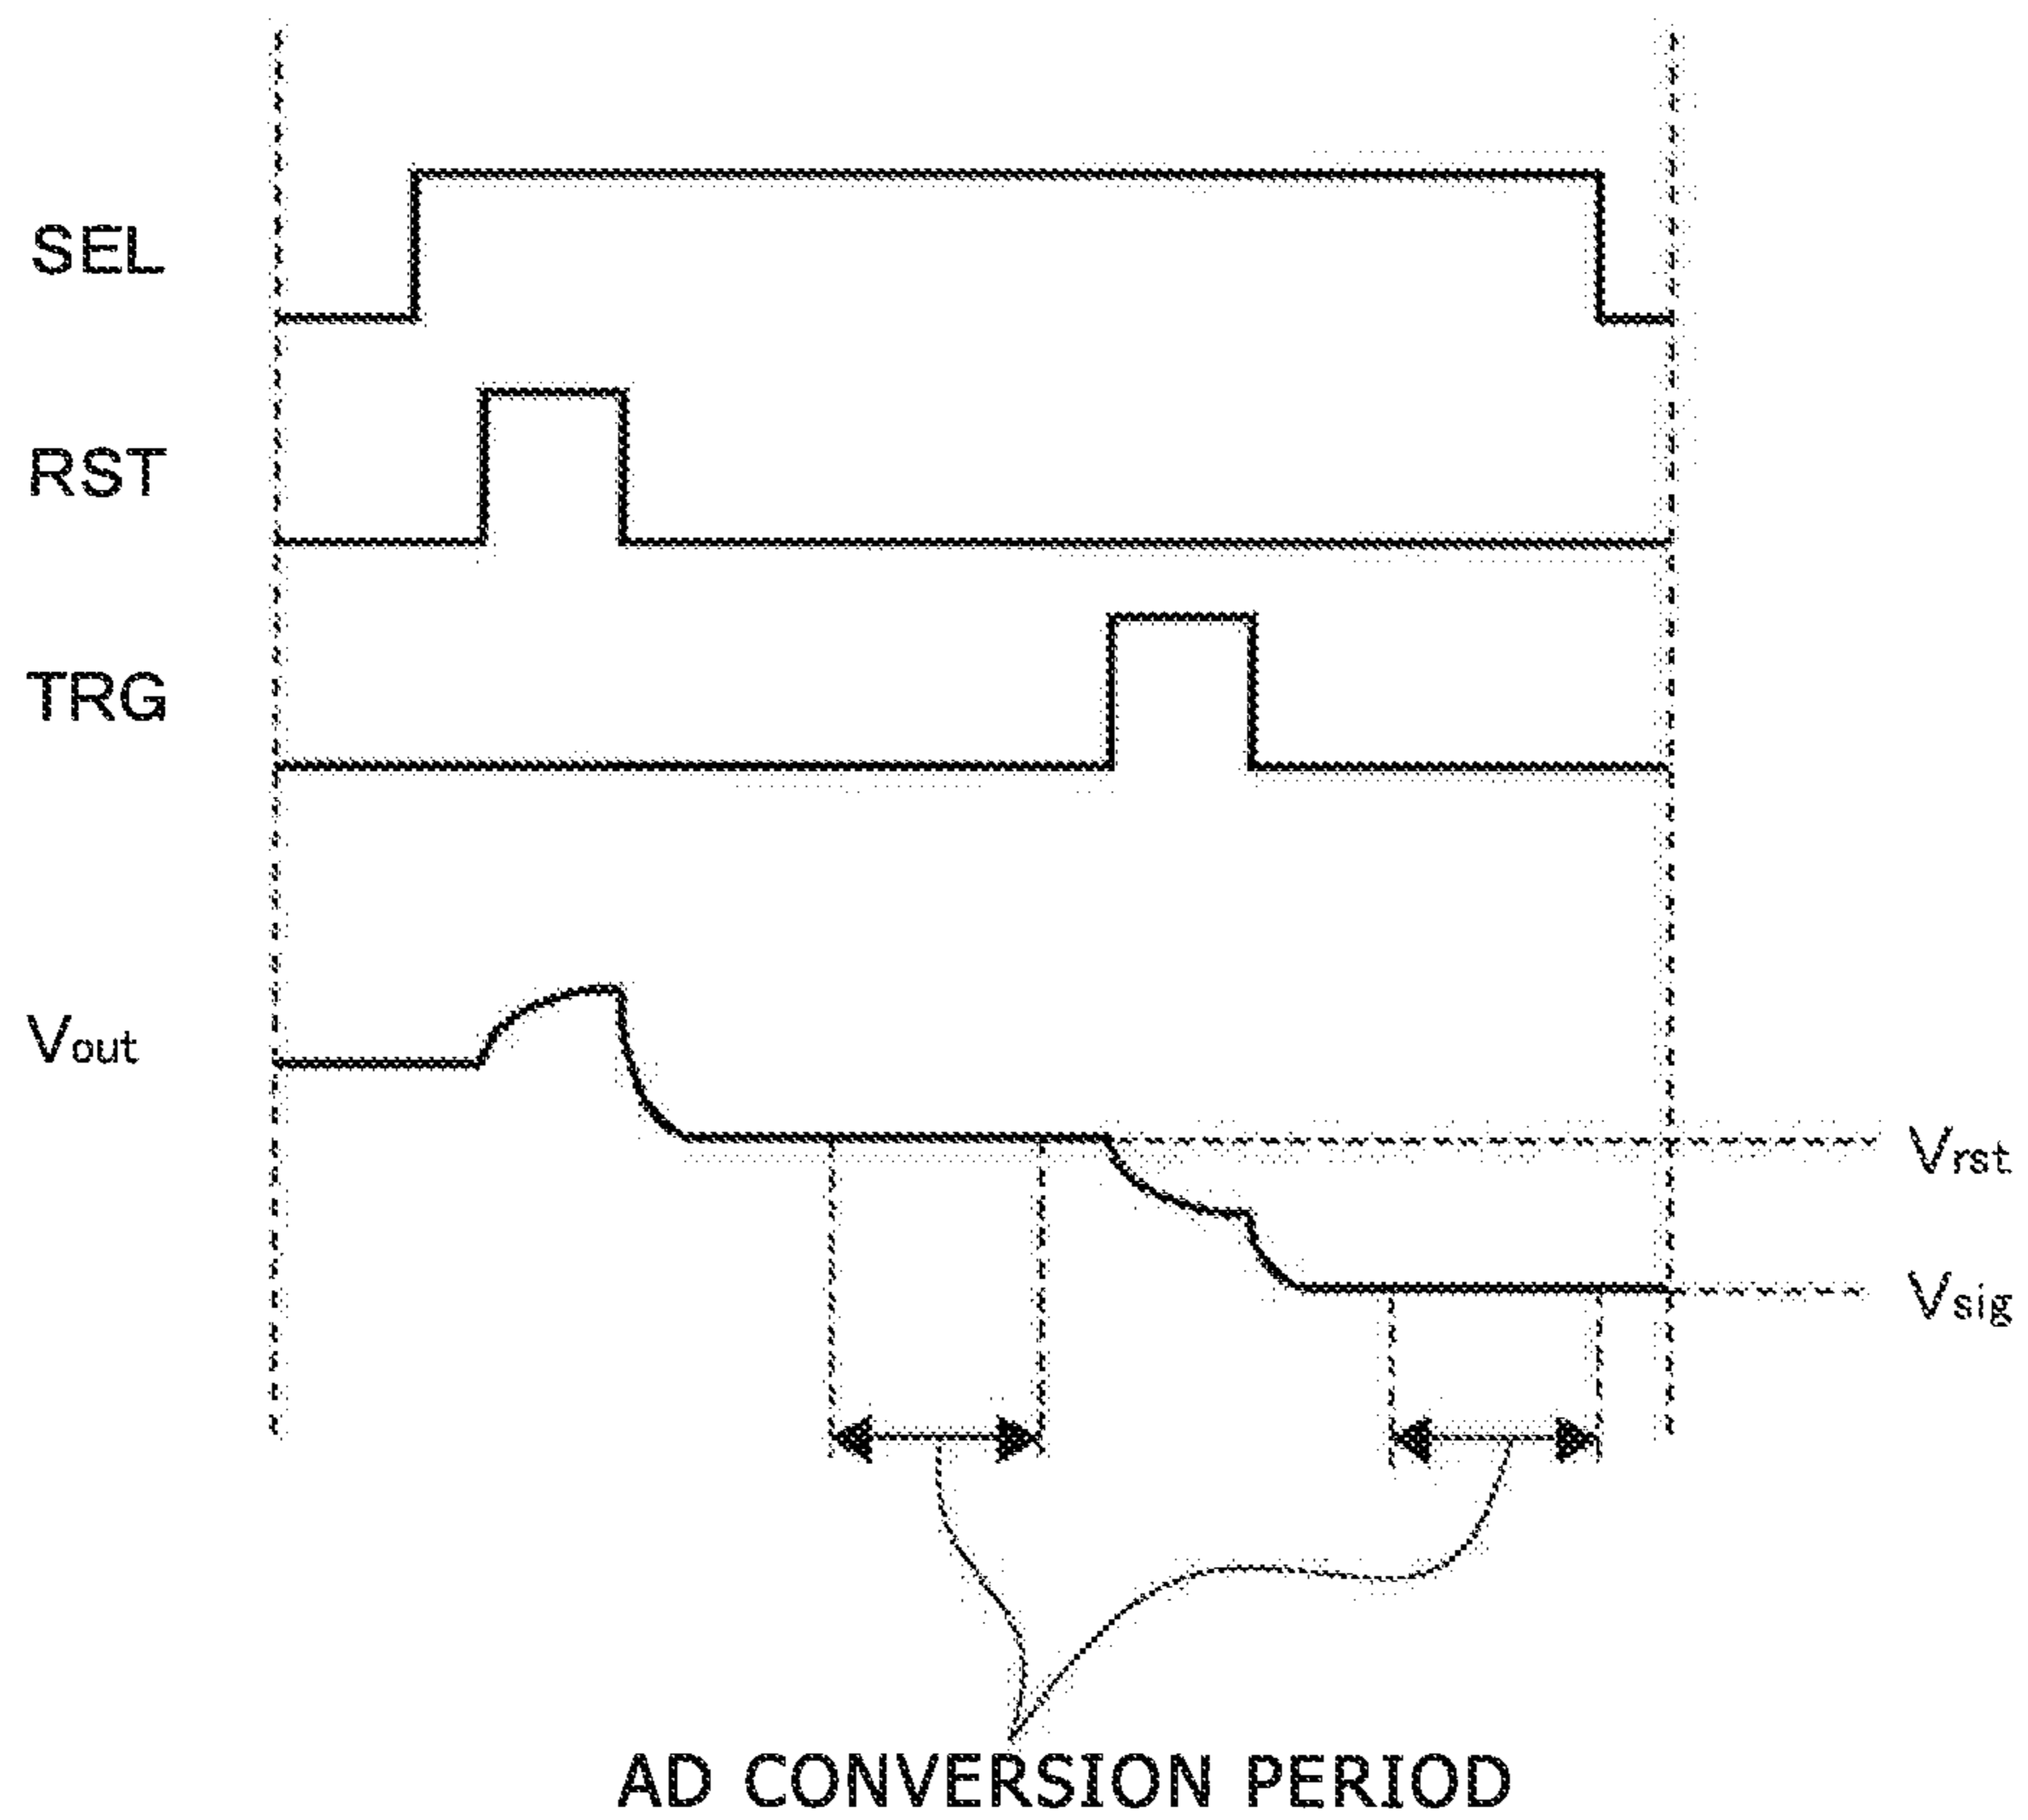 SEL
RST
TRG
Vout
Vrst
Vsig
AD CONVERSION PERIOD